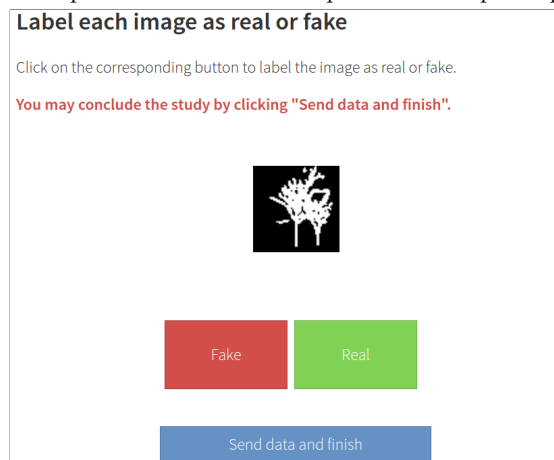 Label each image as real or fake
Click on the corresponding button to label the image as real or fake.
You may conclude the study by clicking "Send data and finish".
Fake
Real
Send data and finish